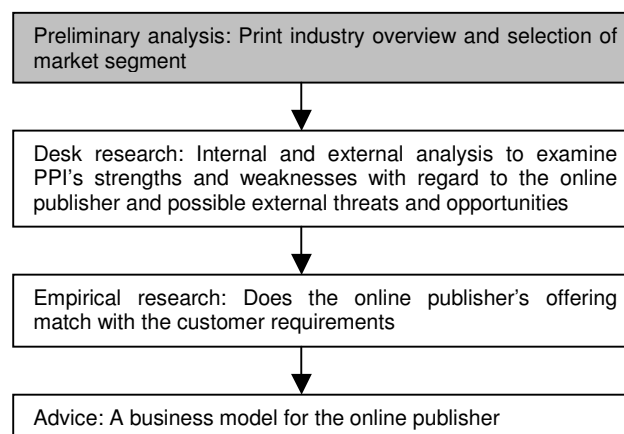 Preliminary analysis: Print industry overview and selection of
market segment
Desk research: Internal and external analysis to examine
PPI's strengths and weaknesses with regard to the online
publisher and possible external threats and opportunities
Empirical research: Does the online publisher's offering
match with the customer requirements
Advice: A business model for the online publisher